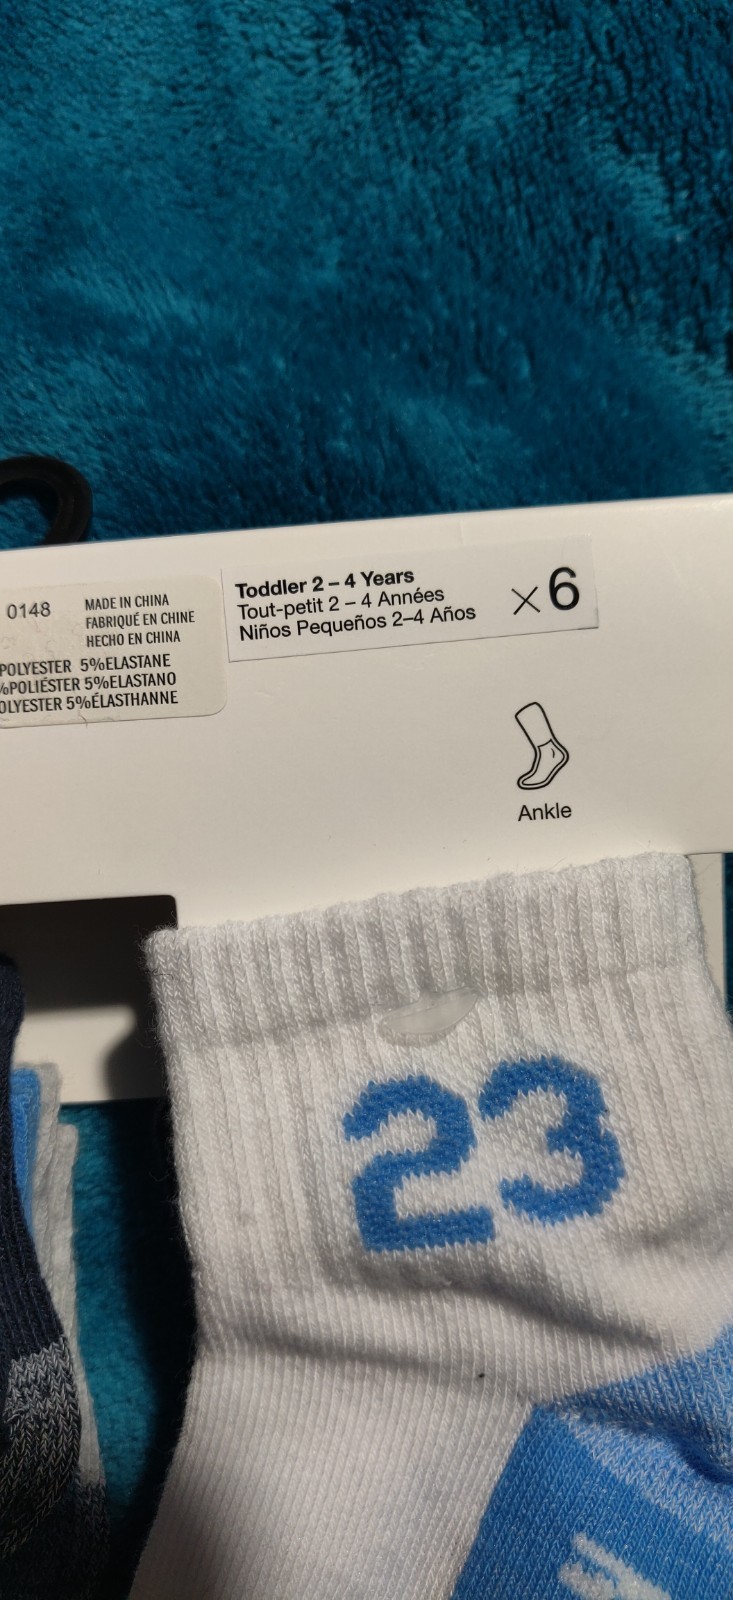 0148
MADE IN CHINA
FABRIQUÉ EN CHINE
HECHO EN CHINA
POLYESTER 5%ELASTANE
%POLIÉSTER 5%ELASTANO
OLYESTER 5%ÉLASTHANNE
Toddler 2 – 4 Years
Tout-petit 2 – 4 Années
Niños Pequeños 2–4 Años
×6
Ankle
23